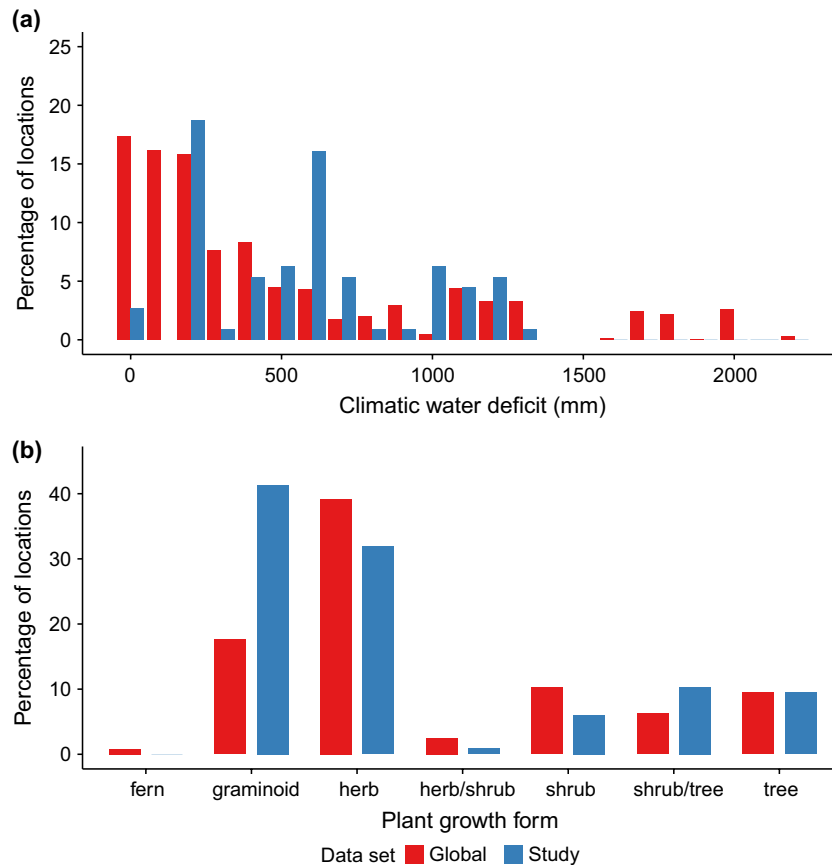 (a)
Percentage of locations
25
20
15
10
5
0
0 500 1000 1500 2000
Climatic water deficit (mm)
(b)
Percentage of locations
40
30
20
10
0
fern graminoid herb herb/shrub shrub shrub/tree tree
Plant growth form
Data set Global Study